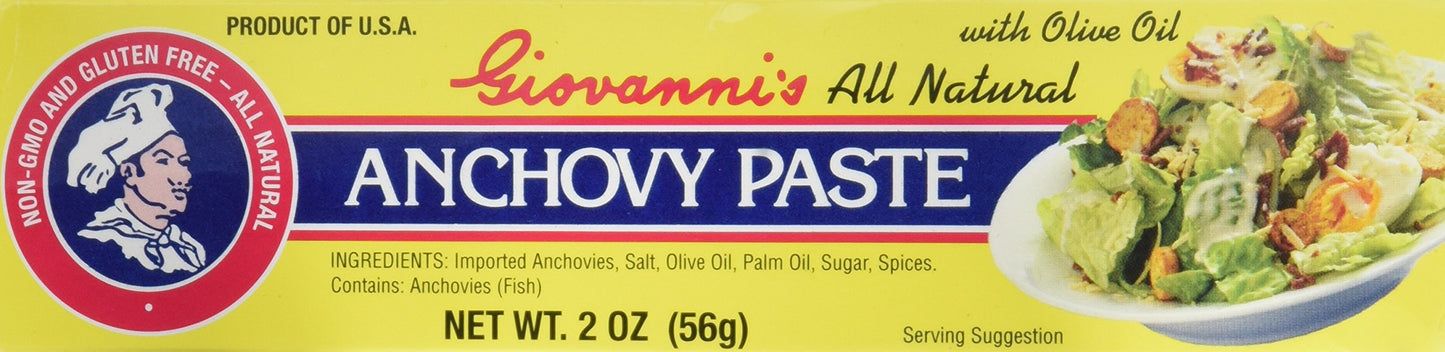 PRODUCT OF U.S.A.
with Olive Oil
Giovanni's All Natural
NON-GMO AND GLUTEN FREE – ALL NATURAL
ANCHOVY PASTE
INGREDIENTS: Imported Anchovies, Salt, Olive Oil, Palm Oil, Sugar, Spices.
Contains: Anchovies (Fish)
NET WT. 2 OZ (56g)
Serving Suggestion